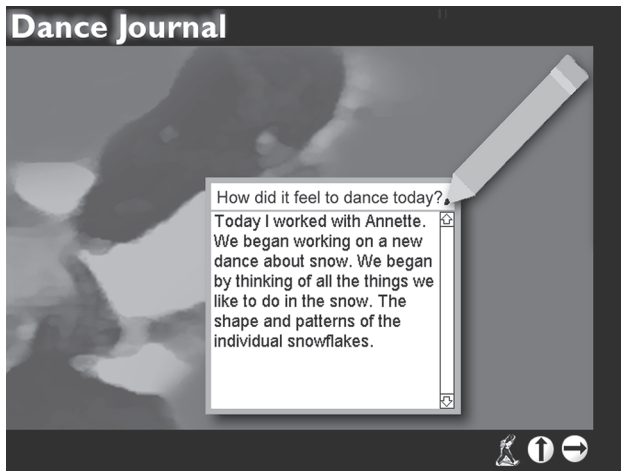 Dance Journal
How did it feel to dance today?
Today I worked with Annette.
We began working on a new
dance about snow. We began
by thinking of all the things we
like to do in the snow. The
shape and patterns of the
individual snowflakes.